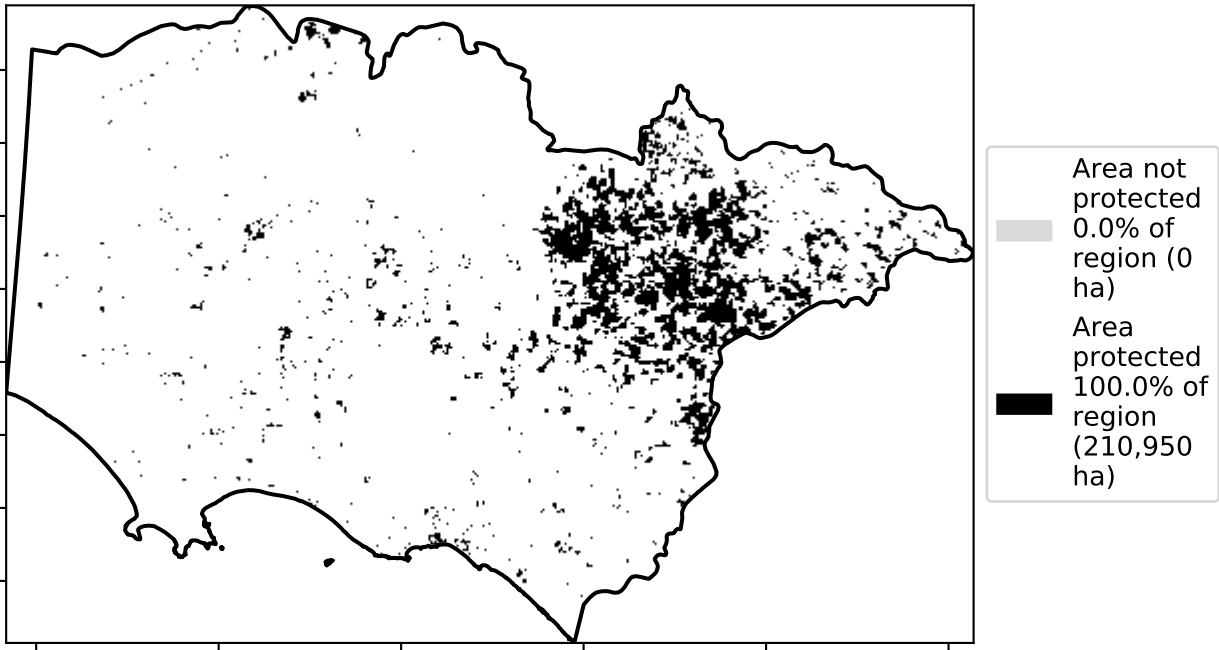 Area not
protected
0.0% of
region (0
ha)
Area
protected
100.0% of
region
(210,950
ha)